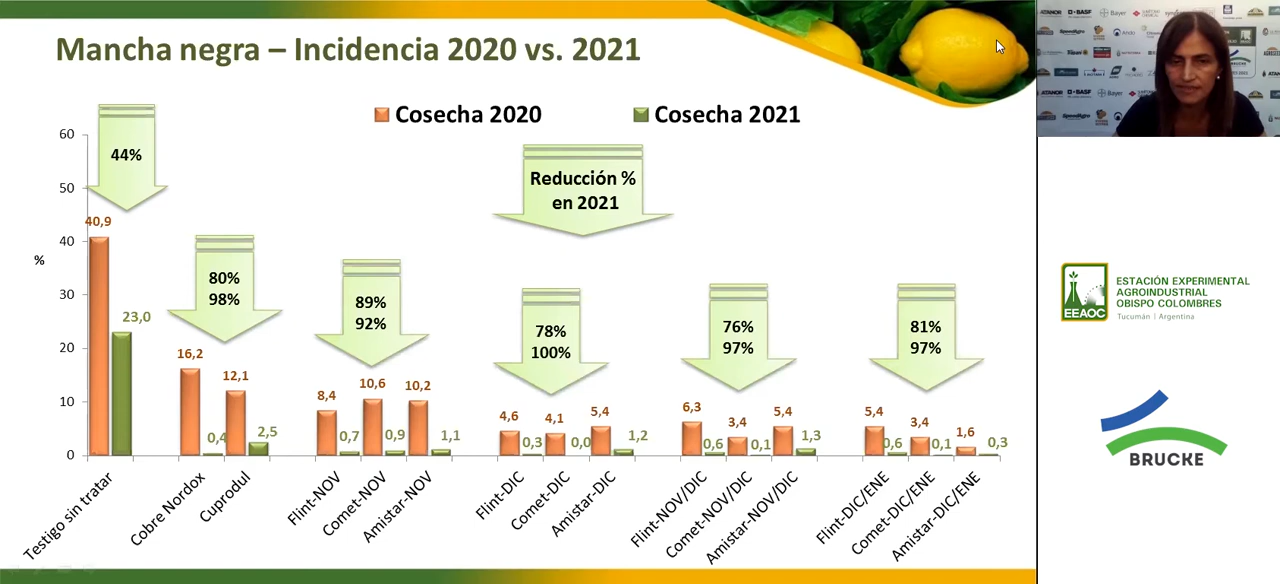 Mancha negra – Incidencia 2020 vs. 2021
Cosecha 2020
Cosecha 2021
60
50
40
%
30
20
10
0
44%
Reducción %
en 2021
80%
98%
89%
92%
78%
100%
76%
97%
81%
97%
40,9
23,0
16,2
0,4
12,1
2,5
8,4
0,7
10,6
0,9
10,2
1,1
4,6
0,3
4,1
0,0
5,4
1,2
6,3
0,6
3,4
0,1
5,4
1,3
5,4
0,6
3,4
0,1
1,6
0,3
Testigo sin tratar
Cobre Nordox
Cuprodul
Flint-NOV
Comet-NOV
Amistar-NOV
Flint-DIC
Comet-DIC
Amistar-DIC
Flint-NOV/DIC
Comet-NOV/DIC
Amistar-NOV/DIC
Flint-DIC/ENE
Comet-DIC/ENE
Amistar-DIC/ENE
ATANOR
BASF
Bayer
SpeedAgro
BRUCKE
EEAOC
ESTACIÓN EXPERIMENTAL
AGROINDUSTRIAL
OBISPO COLOMBRES
Tucumán | Argentina
BRUCKE